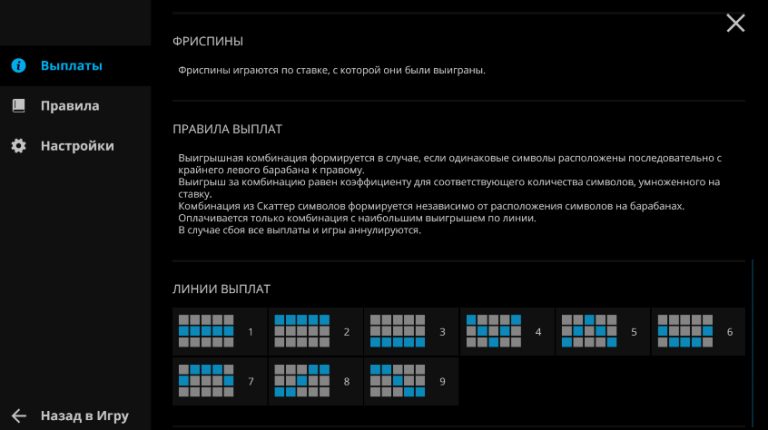 ФРИСПИНЫ
Фриспины играются по ставке, с которой они были выиграны.
Выплаты
Правила
Настройки
ПРАВИЛА ВЫПЛАТ
Выигрышная комбинация формируется в случае, если одинаковые символы расположены последовательно с
крайнего левого барабана к правому.
Выигрыш за комбинацию равен коэффициенту для соответствующего количества символов, умноженного на
ставку.
Комбинация из Скаттер символов формируется независимо от расположения символов на барабанах.
Оплачивается только комбинация с наибольшим выигрышем по линии.
В случае сбоя все выплаты и игры аннулируются.
ЛИНИИ ВЫПЛАТ
1 2 3 4 5 6
7 8 9
Назад в Игру